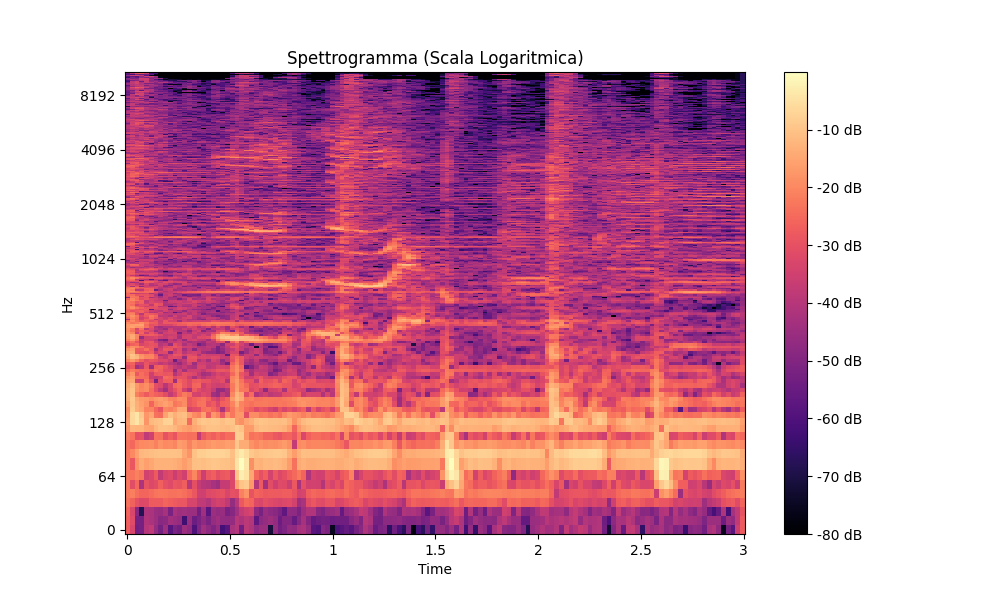 Spettrogramma (Scala Logaritmica)
8192
4096
2048
1024
512
256
128
64
0
Hz
0
0.5
1
1.5
2
2.5
3
Time
-10 dB
-20 dB
-30 dB
-40 dB
-50 dB
-60 dB
-70 dB
-80 dB